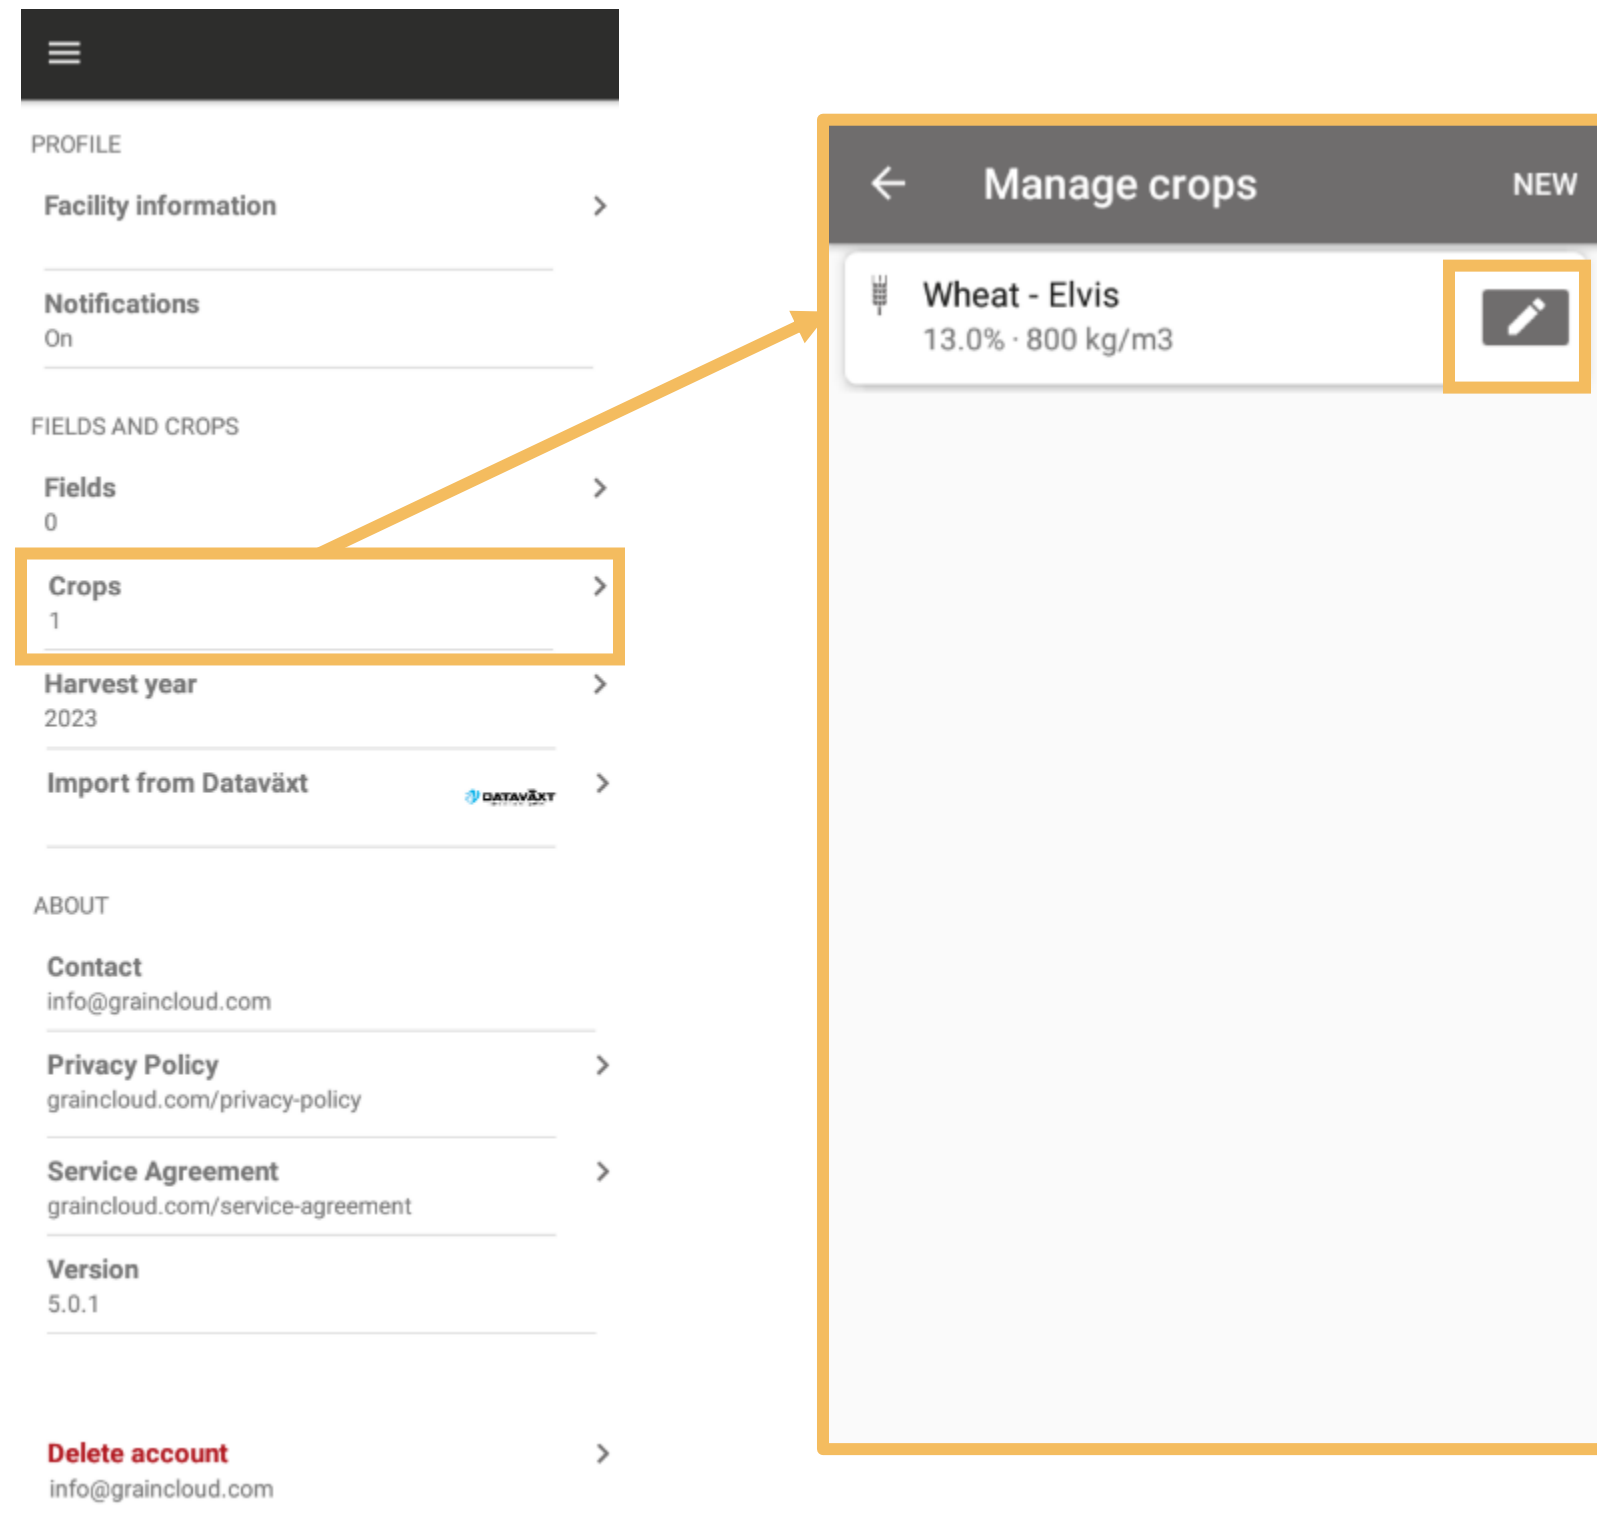 PROFILE
Facility information
Notifications
On
FIELDS AND CROPS
Fields
0
Crops
1
Harvest year
2023
Import from Dataväxt
DATAVÄXT
ABOUT
Contact
info@graincloud.com
Privacy Policy
graincloud.com/privacy-policy
Service Agreement
graincloud.com/service-agreement
Version
5.0.1
Delete account
info@graincloud.com
Manage crops
NEW
Wheat - Elvis
13.0% · 800 kg/m3